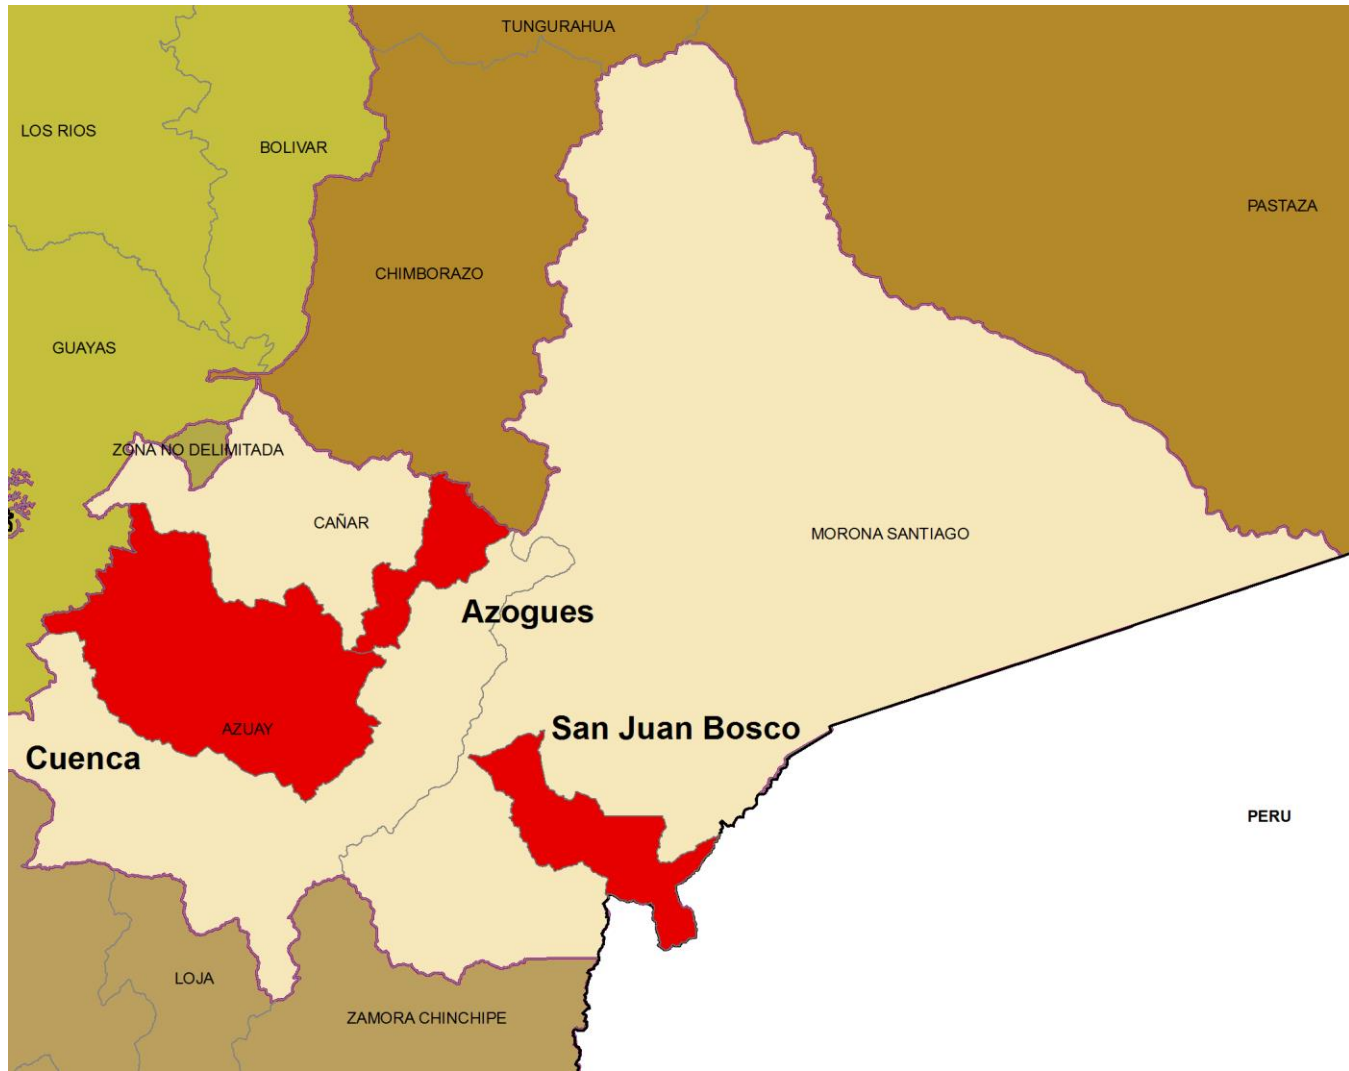 TUNGURAHUA
LOS RIOS
BOLIVAR
PASTAZA
CHIMBORAZO
GUAYAS
ZONA NO DELIMITADA
CAÑAR
MORONA SANTIAGO
Azogues
San Juan Bosco
AZUAY
Cuenca
PERU
LOJA
ZAMORA CHINCHIPE